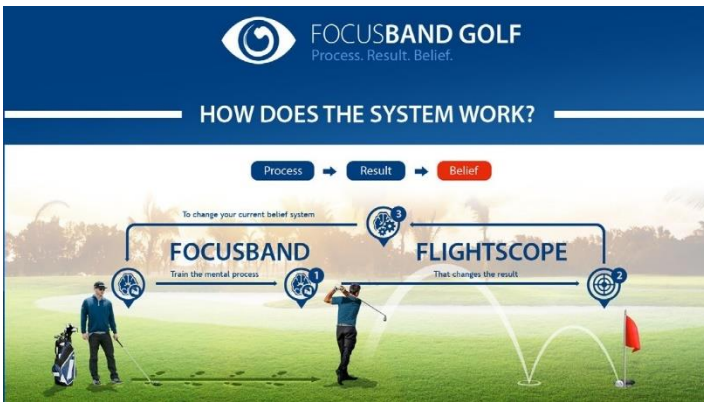 FOCUSBAND GOLF
Process. Result. Belief.
HOW DOES THE SYSTEM WORK?
Process
Result
Belief
3
To change your current belief system
FOCUSBAND
FLIGHTSCOPE
Train the mental process
1
That changes the result
2